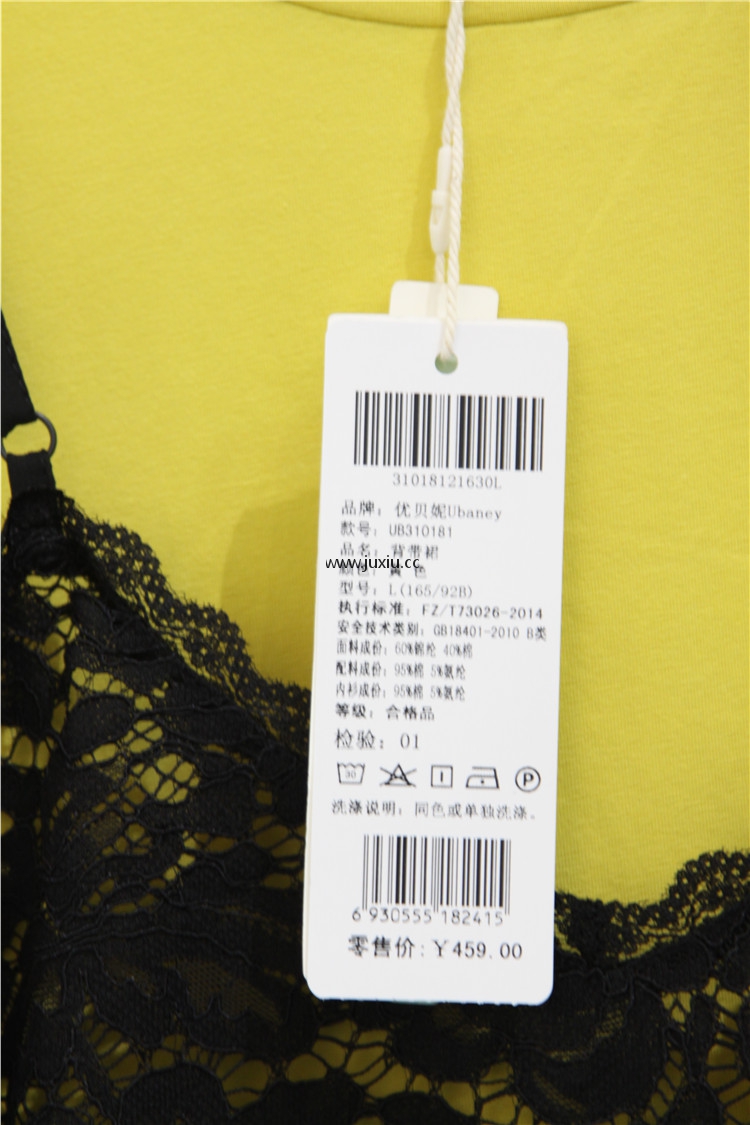 31018121630L
品牌：优贝妮Ubaney
款号：UB310181
品名：背带裙
www.juxiu.cc
颜色：黄 色
型号：L(165/92B)
执行标准：FZ/T73026-2014
安全技术类别：GB18401-2010 B类
面料成份：60%锦纶 40%棉
配料成份：95%棉 5%氨纶
内衫成份：95%棉 5%氨纶
等级：合格品
检验：01
30 P
洗涤说明：同色或单独洗涤。
6 930555 182415
零售价：￥459.00